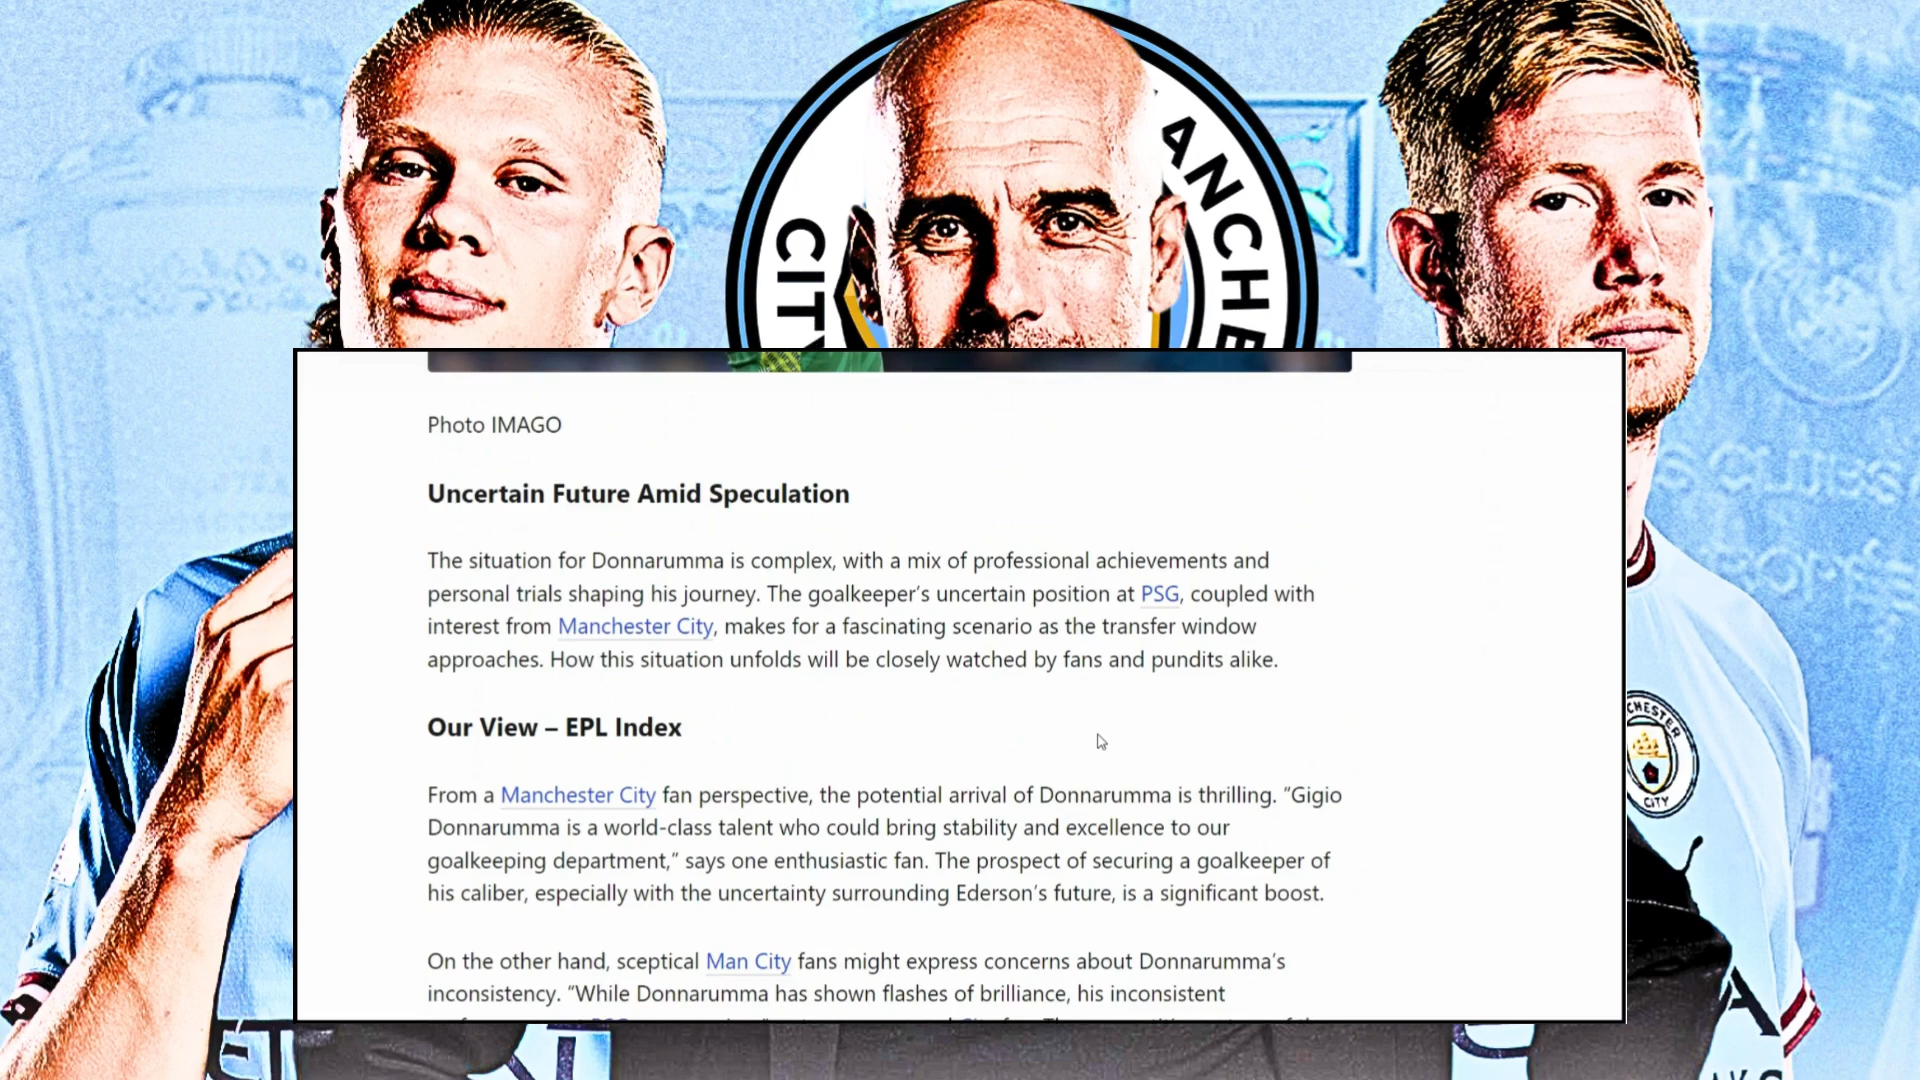 ANCHE
CITY
Photo IMAGO
Uncertain Future Amid Speculation
The situation for Donnarumma is complex, with a mix of professional achievements and
personal trials shaping his journey. The goalkeeper's uncertain position at PSG, coupled with
interest from Manchester City, makes for a fascinating scenario as the transfer window
approaches. How this situation unfolds will be closely watched by fans and pundits alike.
Our View – EPL Index
From a Manchester City fan perspective, the potential arrival of Donnarumma is thrilling. “Gigio
Donnarumma is a world-class talent who could bring stability and excellence to our
goalkeeping department,” says one enthusiastic fan. The prospect of securing a goalkeeper of
his caliber, especially with the uncertainty surrounding Ederson's future, is a significant boost.
On the other hand, sceptical Man City fans might express concerns about Donnarumma's
inconsistency. “While Donnarumma has shown flashes of brilliance, his inconsistent
CHESTER
CITY